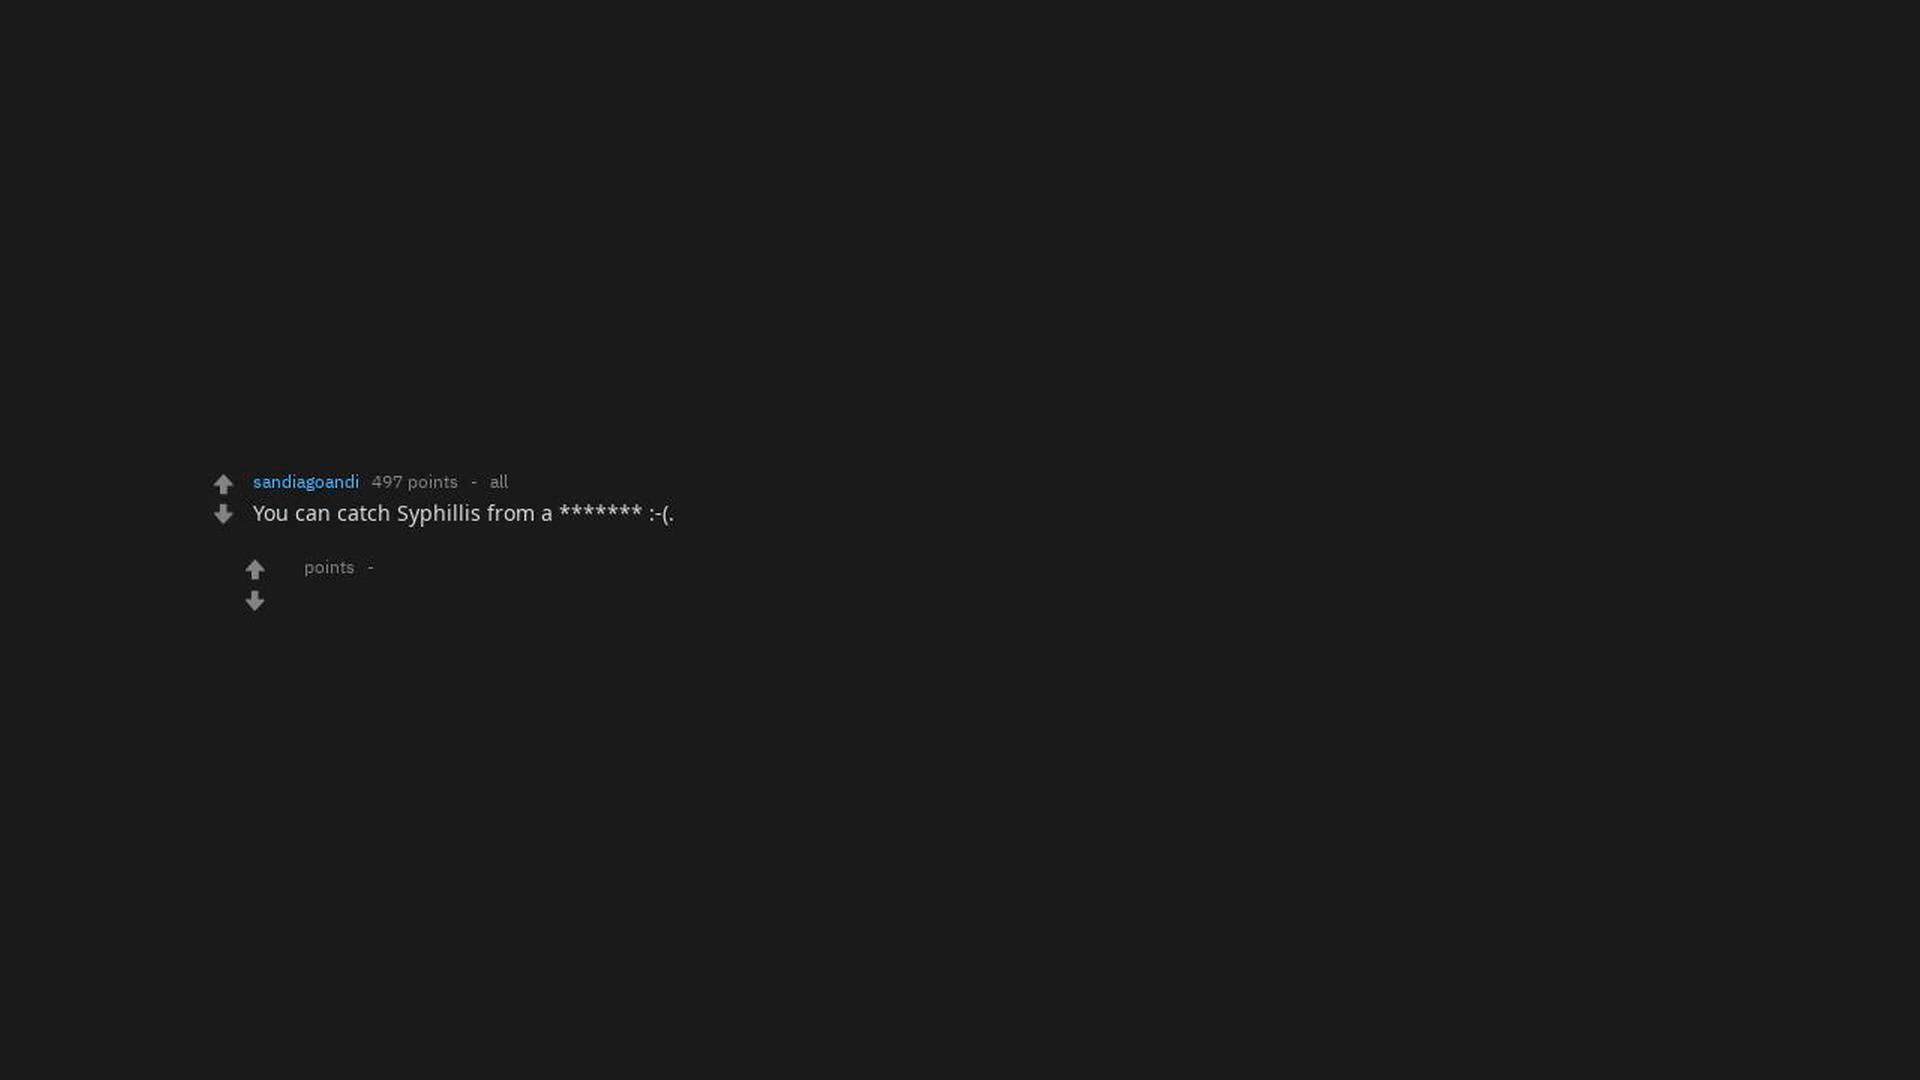 sandiagoandi 497 points - all
You can catch Syphillis from a ******* :-(.
points -